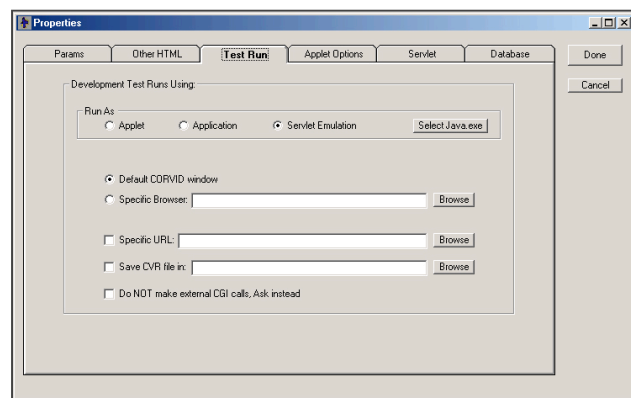 Properties
Params Other HTML Test Run Applet Options Servlet Database Done
Cancel
Development Test Runs Using:
Run As
Applet Application Servlet Emulation Select Java.exe
Default CORVID window
Specific Browser: Browse
Specific URL: Browse
Save CVR file in: Browse
Do NOT make external CGI calls, Ask instead